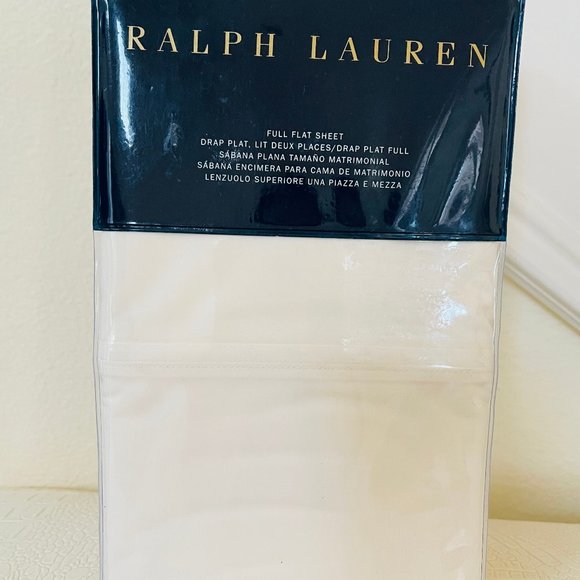 RALPH LAUREN
FULL FLAT SHEET
DRAP PLAT, LIT DEUX PLACES/DRAP PLAT FULL
SÁBANA PLANA TAMAÑO MATRIMONIAL
SÁBANA ENCIMERA PARA CAMA DE MATRIMONIO
LENZUOLO SUPERIORE UNA PIAZZA E MEZZA